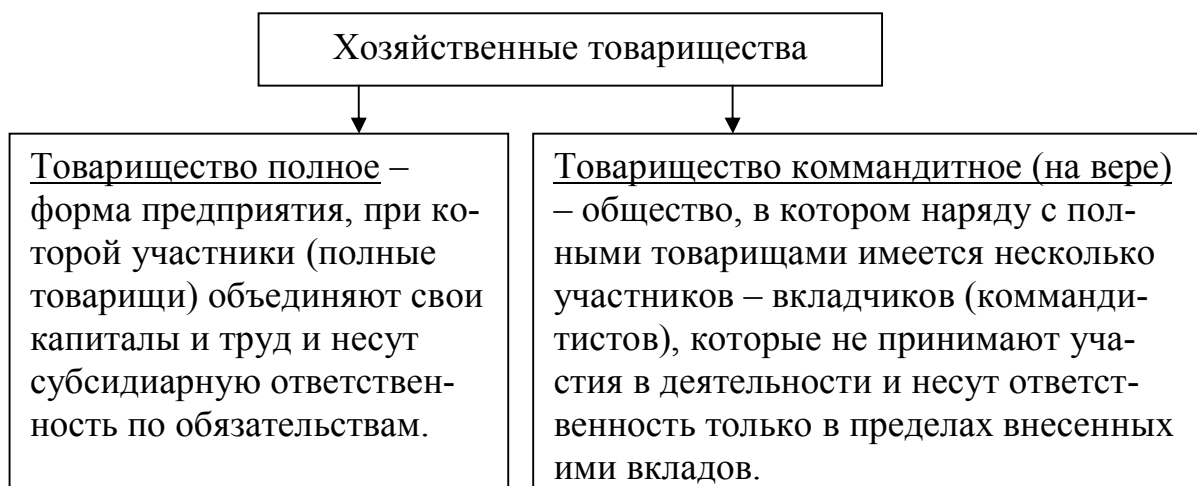 Хозяйственные товарищества
Товарищество полное –
форма предприятия, при ко-
торой участники (полные
товарищи) объединяют свои
капиталы и труд и несут
субсидиарную ответствен-
ность по обязательствам.
Товарищество коммандитное (на вере)
– общество, в котором наряду с пол-
ными товарищами имеется несколько
участников – вкладчиков (комманди-
тистов), которые не принимают уча-
стия в деятельности и несут ответст-
венность только в пределах внесенных
ими вкладов.